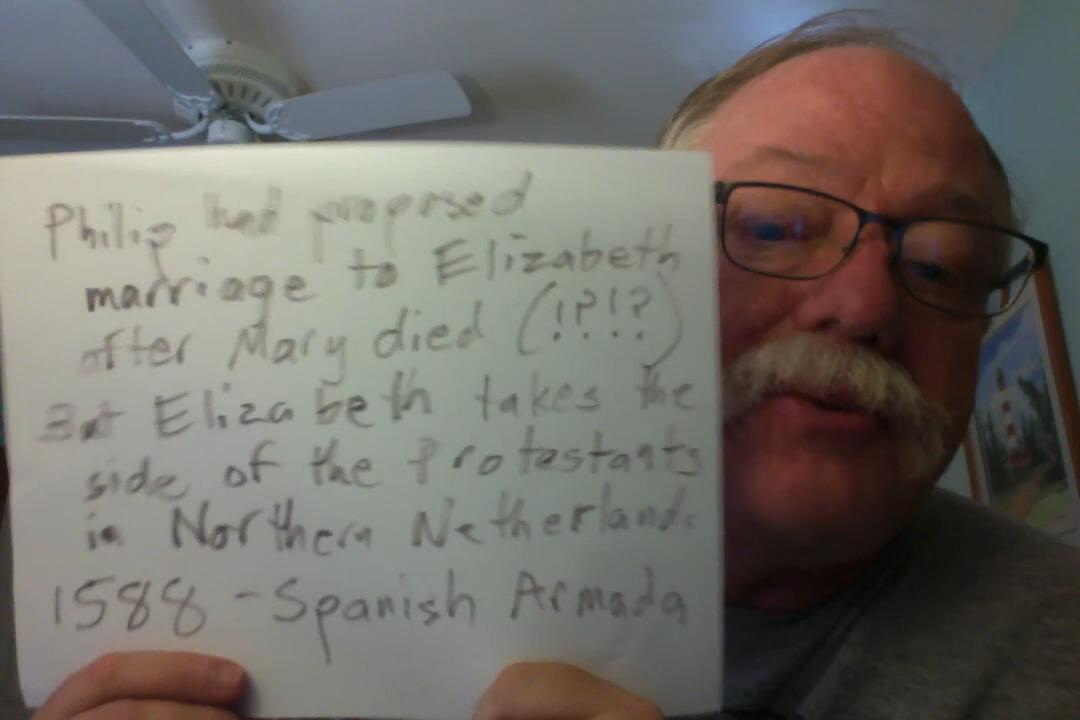 Philip had proposed
marriage to Elizabeth
after Mary died (!?!?)
But Elizabeth takes the
side of the Protestants
in Northern Netherlands
1588 - Spanish Armada